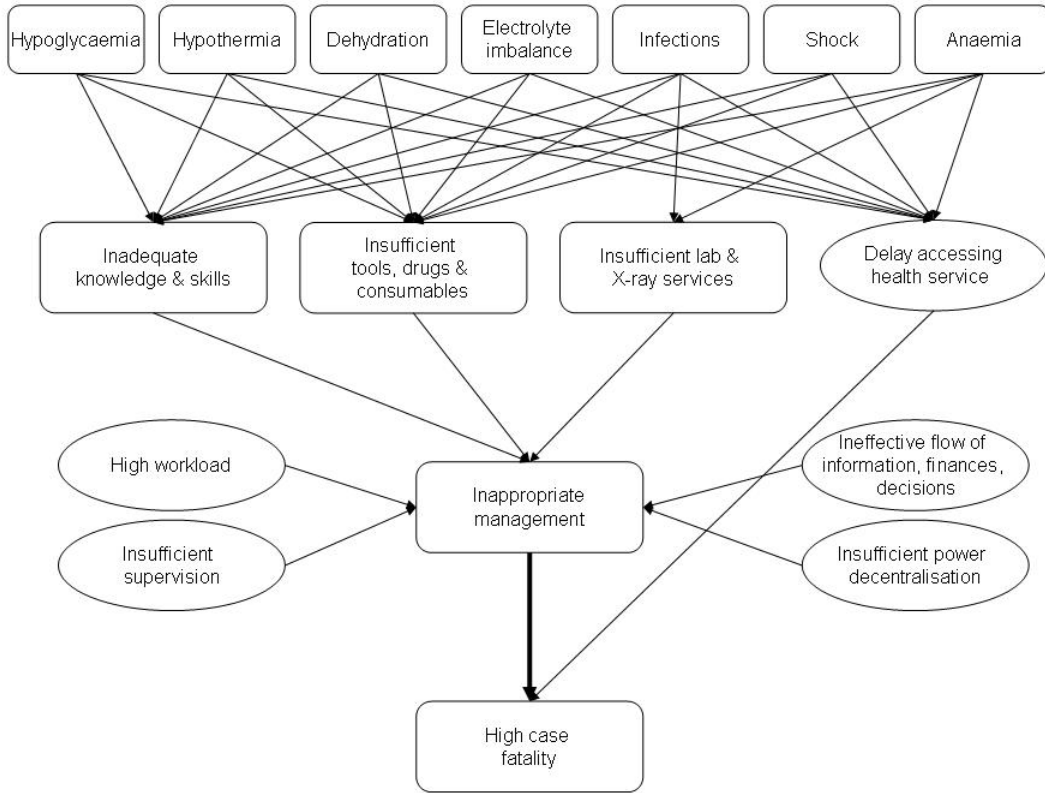 Hypoglycaemia
Hypothermia
Dehydration
Electrolyte
imbalance
Infections
Shock
Anaemia
Inadequate
knowledge & skills
Insufficient
tools, drugs &
consumables
Insufficient lab &
X-ray services
Delay accessing
health service
High workload
Ineffective flow of
information, finances,
decisions
Inappropriate
management
Insufficient
supervision
Insufficient power
decentralisation
High case
fatality